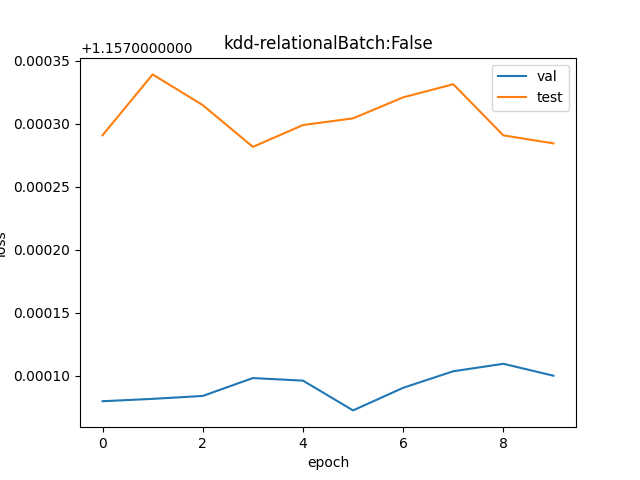 +1.1570000000
kdd-relationalBatch:False
0.00035
0.00030
0.00025
0.00020
0.00015
0.00010
loss
val
test
0 2 4 6 8
epoch